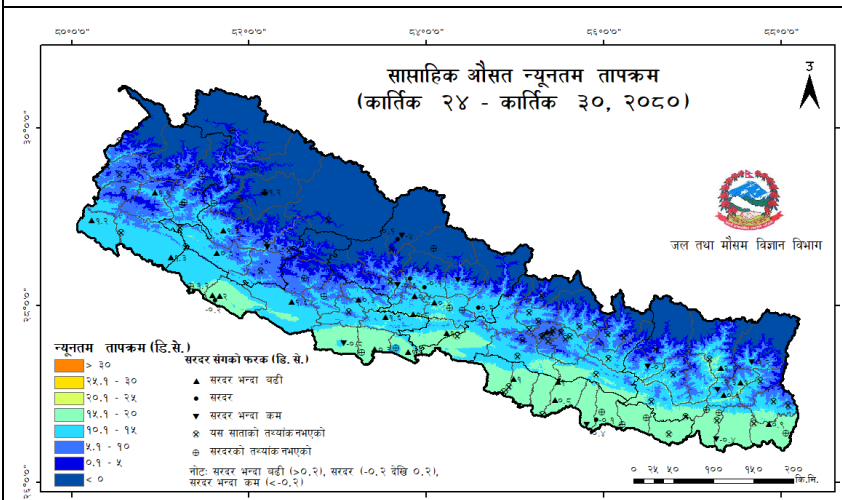 ८०°०'०" ८२°०'०" ८४°०'०" ८६°०'०" ८८°०'०"
साप्ताहिक औसत न्यूनतम तापक्रम
(कार्तिक २४ - कार्तिक ३०, २०८०)
उ
३०°०'०"
जल तथा मौसम विज्ञान विभाग
२८°०'०"
न्यूनतम तापक्रम (डि.से.)
> ३०
२५.१ - ३०
२०.१ - २५
१५.१ - २०
१०.१ - १५
५.१ - १०
०.१ - ५
< ०
सरदर संगको फरक (डि. से.)
सरदर भन्दा बढी
सरदर
सरदर भन्दा कम
यस साताको तथ्यांक नभएको
सरदरको तथ्यांक नभएको
नोटः सरदर भन्दा बढी (>०.२), सरदर (-०.२ देखि ०.२),
सरदर भन्दा कम (<-०.२)
० २५ ५० १०० १५० २००
कि.मि.
२६°०'०"